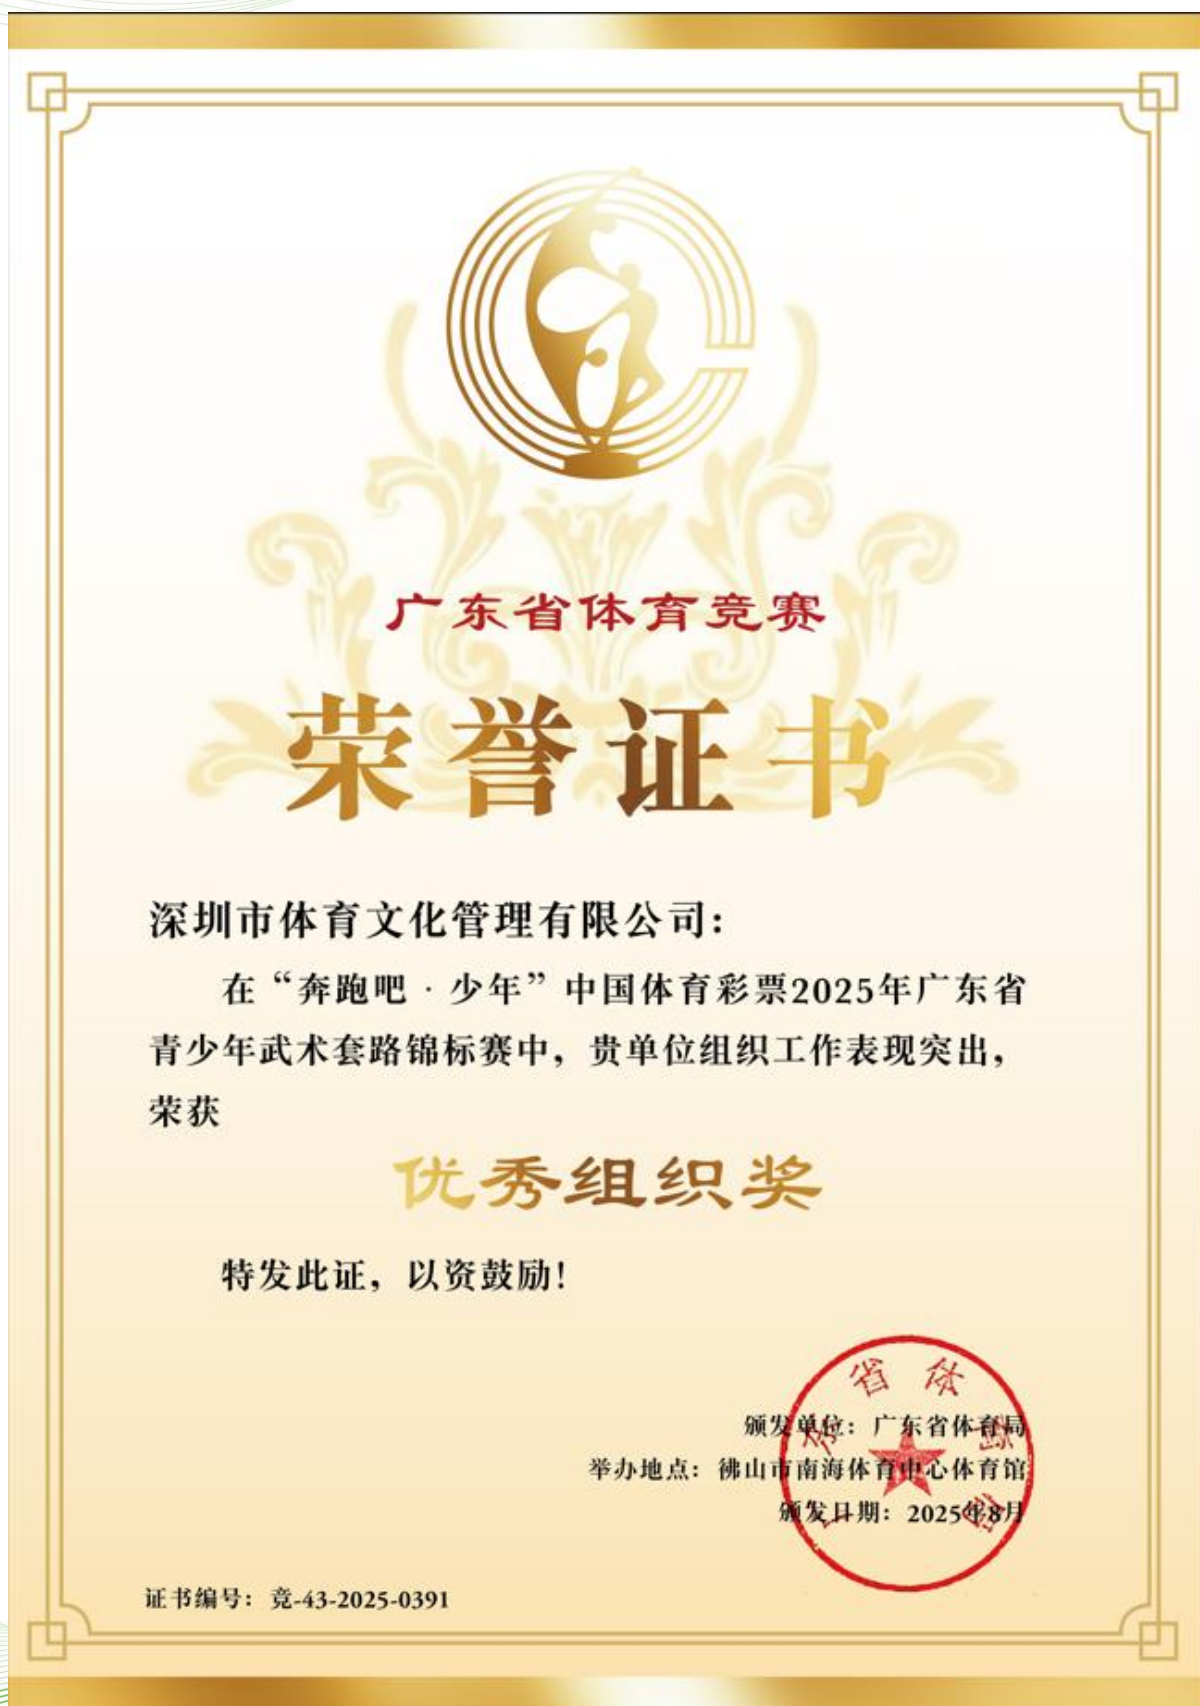 广东省体育竞赛
荣誉证书
深圳市体育文化管理有限公司：
在“奔跑吧·少年”中国体育彩票2025年广东省
青少年武术套路锦标赛中，贵单位组织工作表现突出，
荣获
优秀组织奖
特发此证，以资鼓励！
广东省体育局
颁发单位：广东省体育局
举办地点：佛山市南海体育中心体育馆
颁发日期：2025年8月
证书编号：竞-43-2025-0391